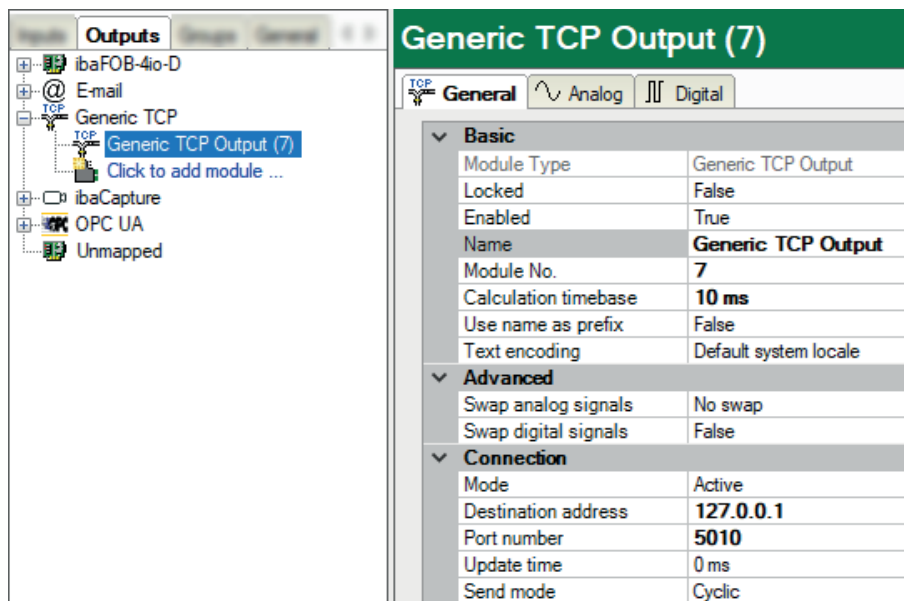 Outputs
ibaFOB-4io-D
E-mail
Generic TCP
Generic TCP Output (7)
Click to add module ...
ibaCapture
OPC UA
Unmapped
Generic TCP Output (7)
General Analog Digital
Basic
Module Type Generic TCP Output
Locked False
Enabled True
Name Generic TCP Output
Module No. 7
Calculation timebase 10 ms
Use name as prefix False
Text encoding Default system locale
Advanced
Swap analog signals No swap
Swap digital signals False
Connection
Mode Active
Destination address 127.0.0.1
Port number 5010
Update time 0 ms
Send mode Cyclic